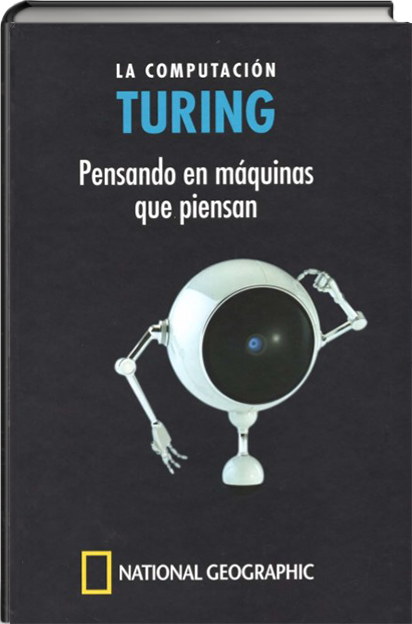 LA COMPUTACIÓN
TURING
Pensando en máquinas
que piensan
NATIONAL GEOGRAPHIC